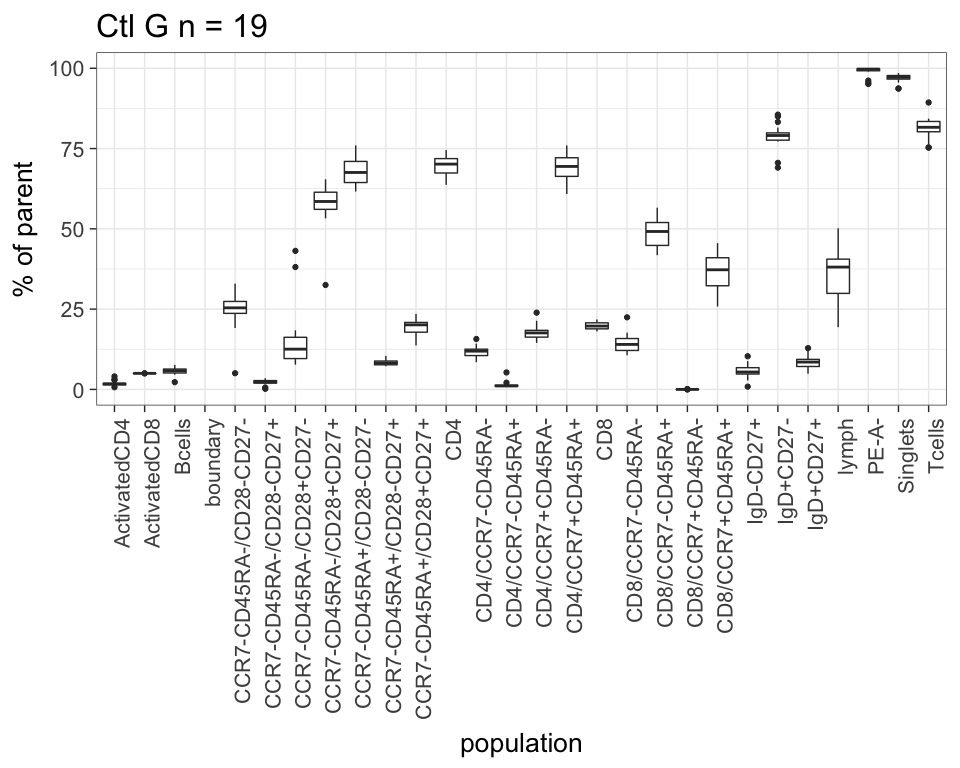 Ctl G n = 19
% of parent
100
75
50
25
0
ActivatedCD4
ActivatedCD8
Bcells
boundary
CCR7-CD45RA-/CD28-CD27-
CCR7-CD45RA-/CD28-CD27+
CCR7-CD45RA-/CD28+CD27-
CCR7-CD45RA-/CD28+CD27+
CCR7-CD45RA+/CD28-CD27-
CCR7-CD45RA+/CD28-CD27+
CCR7-CD45RA+/CD28+CD27+
CD4
CD4/CCR7-CD45RA-
CD4/CCR7-CD45RA+
CD4/CCR7+CD45RA-
CD4/CCR7+CD45RA+
CD8
CD8/CCR7-CD45RA-
CD8/CCR7-CD45RA+
CD8/CCR7+CD45RA-
CD8/CCR7+CD45RA+
IgD-CD27+
IgD+CD27-
IgD+CD27+
lymph
PE-A-
Singlets
Tcells
population